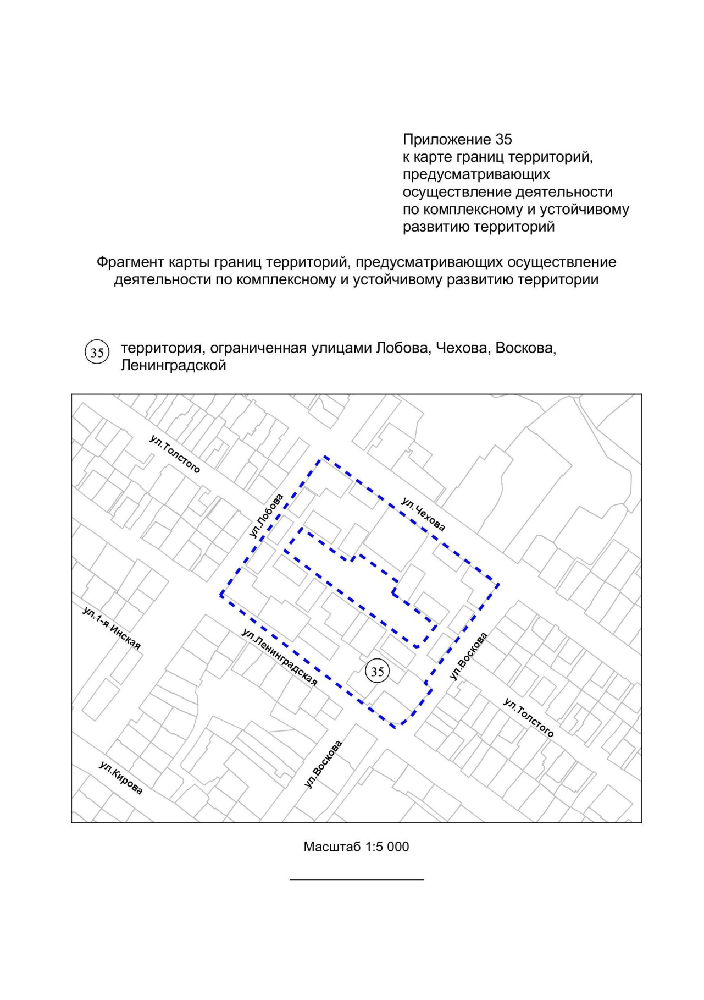 Приложение 35
к карте границ территорий,
предусматривающих
осуществление деятельности
по комплексному и устойчивому
развитию территорий
Фрагмент карты границ территорий, предусматривающих осуществление
деятельности по комплексному и устойчивому развитию территории
35 территория, ограниченная улицами Лобова, Чехова, Воскова,
Ленинградской
ул.Толстого
ул.Лобова
ул.Чехова
ул.1-я Инская
ул.Ленинградская
35
ул.Воскова
ул.Толстого
ул.Воскова
ул.Кирова
Масштаб 1:5 000